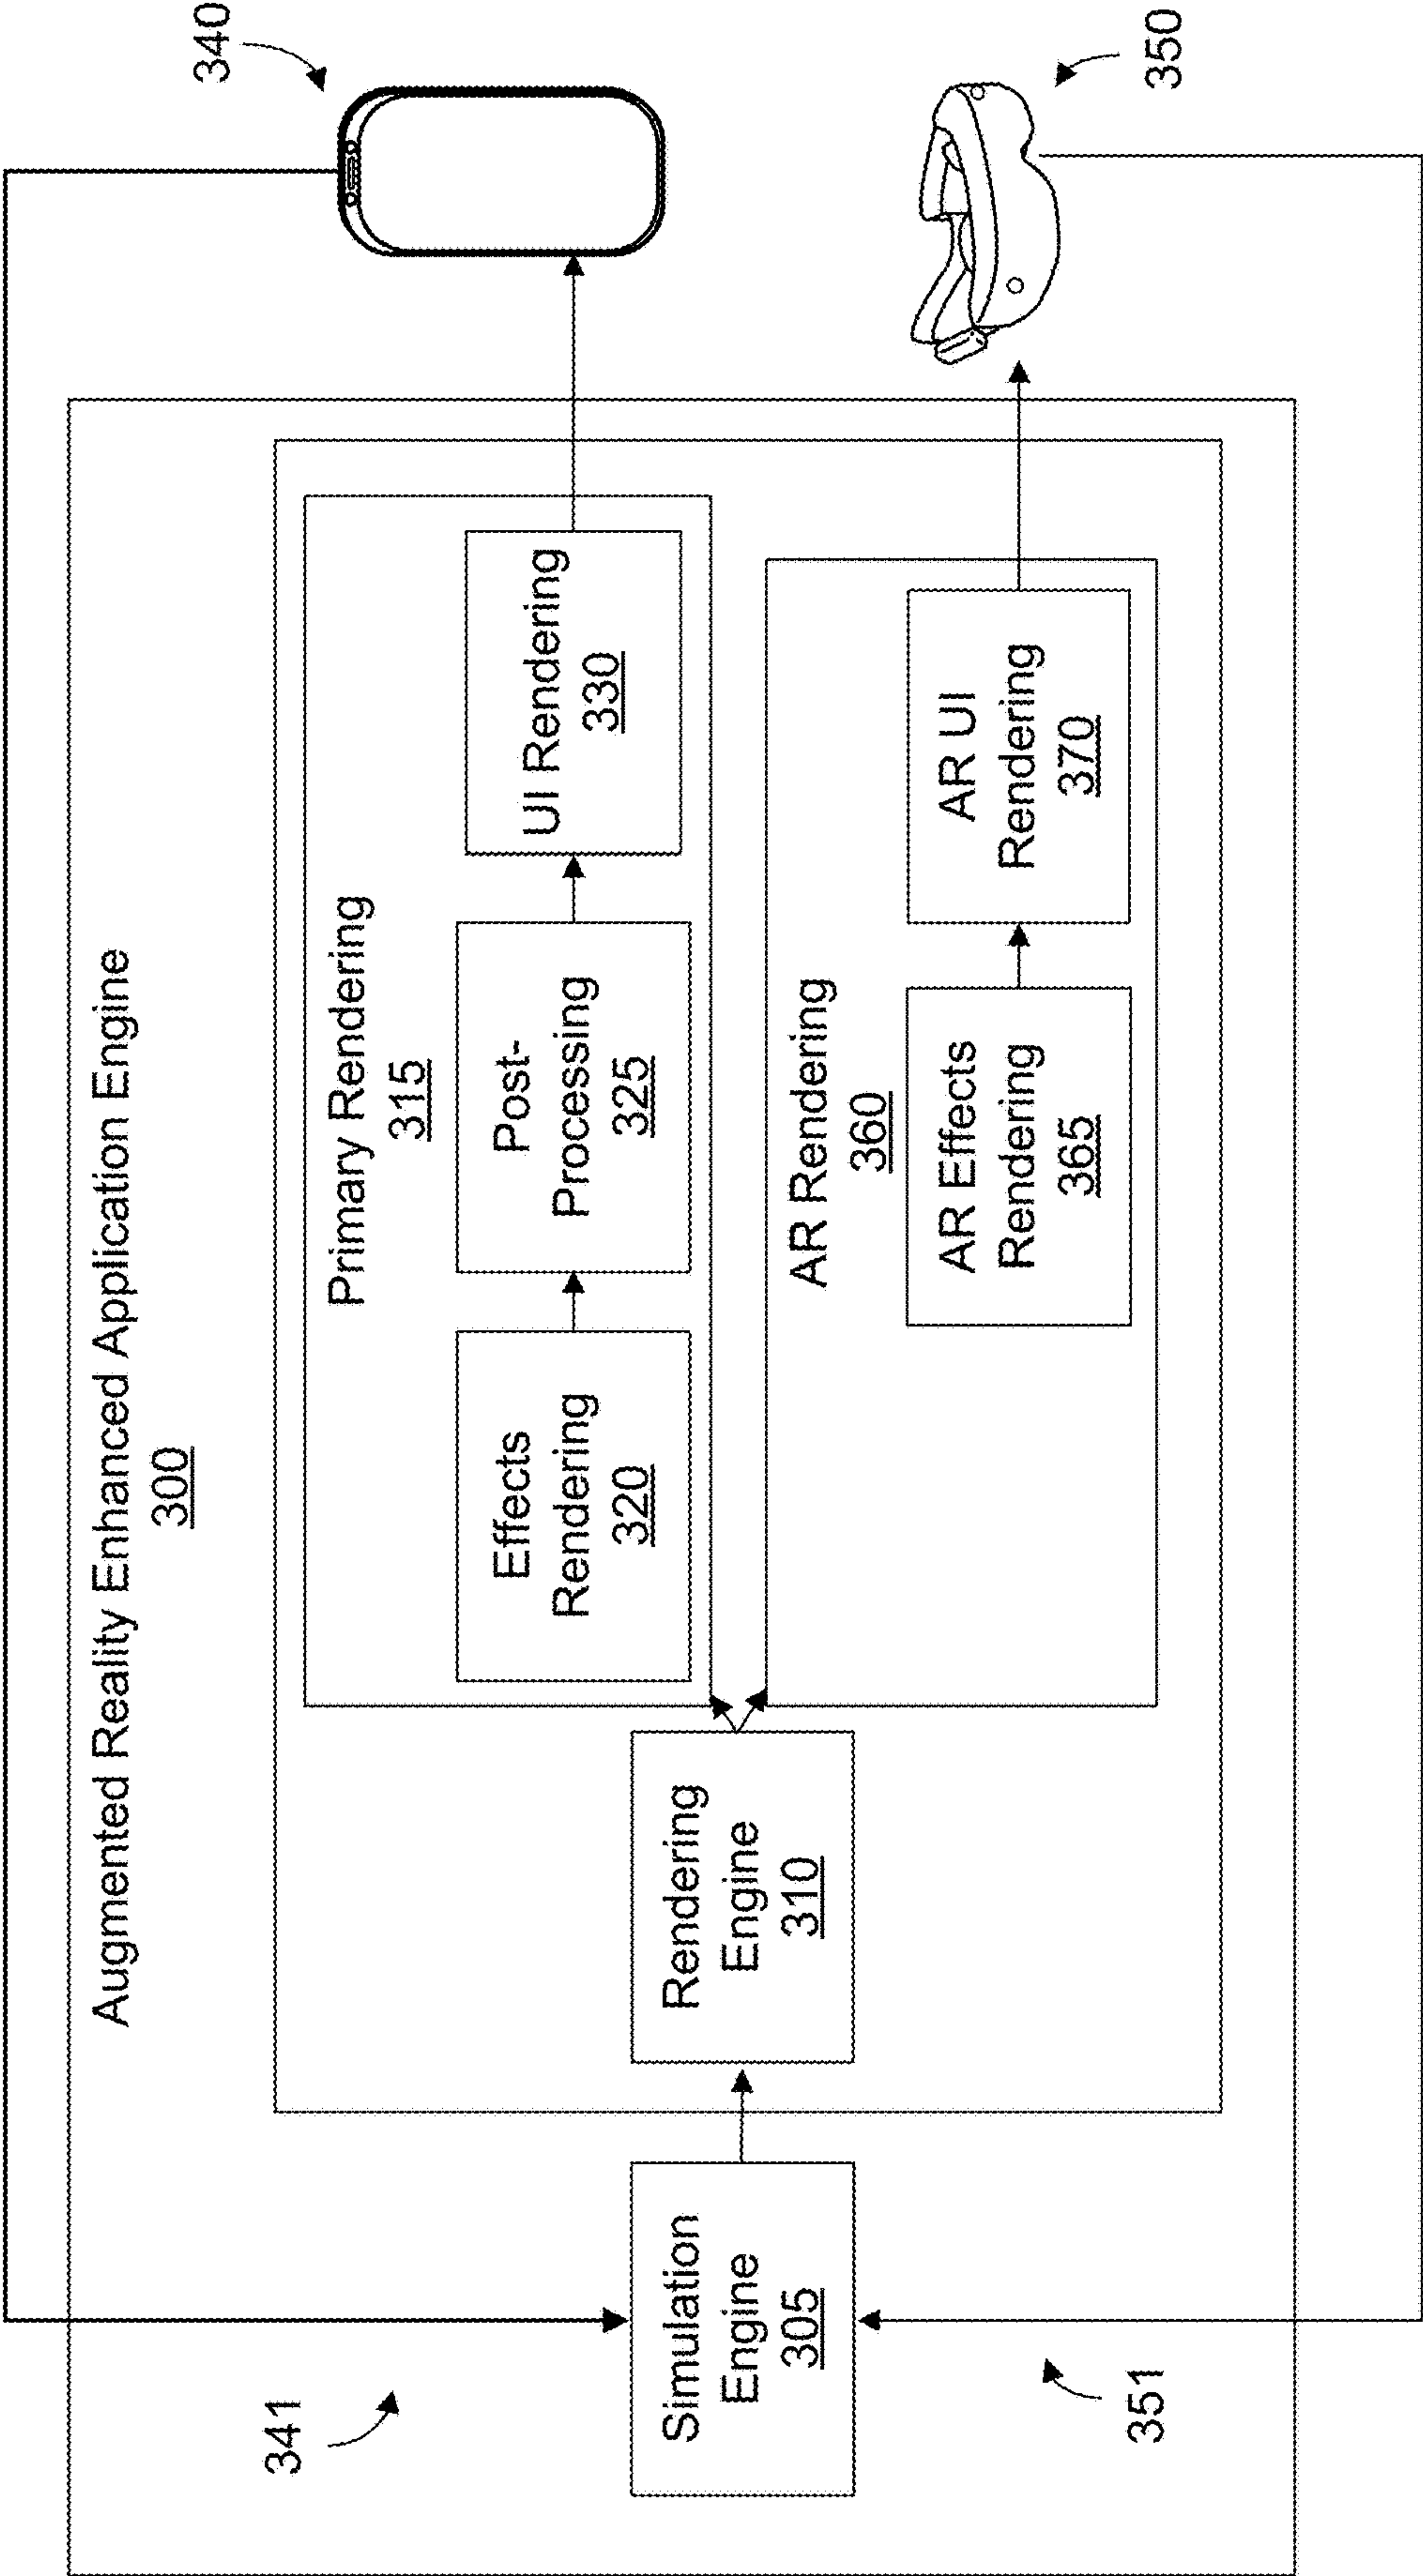 Augmented Reality Enhanced Application Engine
300
341
Simulation
Engine
305
351
Rendering
Engine
310
Primary Rendering
315
Effects
Rendering
320
Post-
Processing
325
UI Rendering
330
340
AR Rendering
360
AR Effects
Rendering
365
AR UI
Rendering
370
350